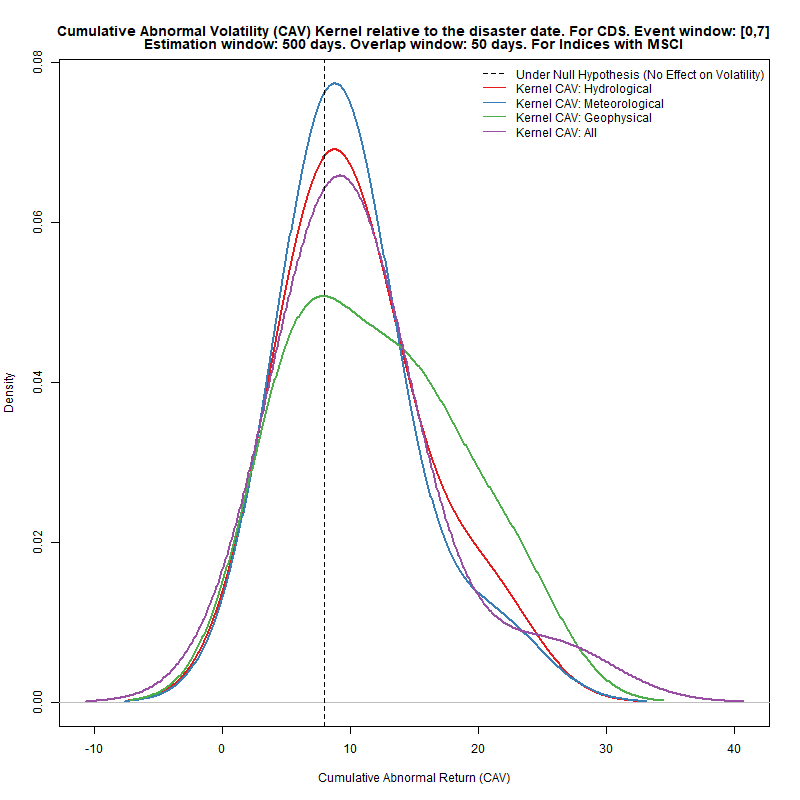 Cumulative Abnormal Volatility (CAV) Kernel relative to the disaster date. For CDS. Event window: [0,7]
Estimation window: 500 days. Overlap window: 50 days. For Indices with MSCI
Under Null Hypothesis (No Effect on Volatility)
Kernel CAV: Hydrological
Kernel CAV: Meteorological
Kernel CAV: Geophysical
Kernel CAV: All
Density
0.08
0.06
0.04
0.02
0.00
-10 0 10 20 30 40
Cumulative Abnormal Return (CAV)